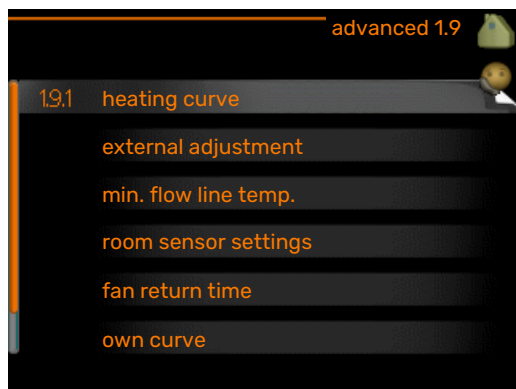 advanced 1.9
1.9.1 heating curve
external adjustment
min. flow line temp.
room sensor settings
fan return time
own curve